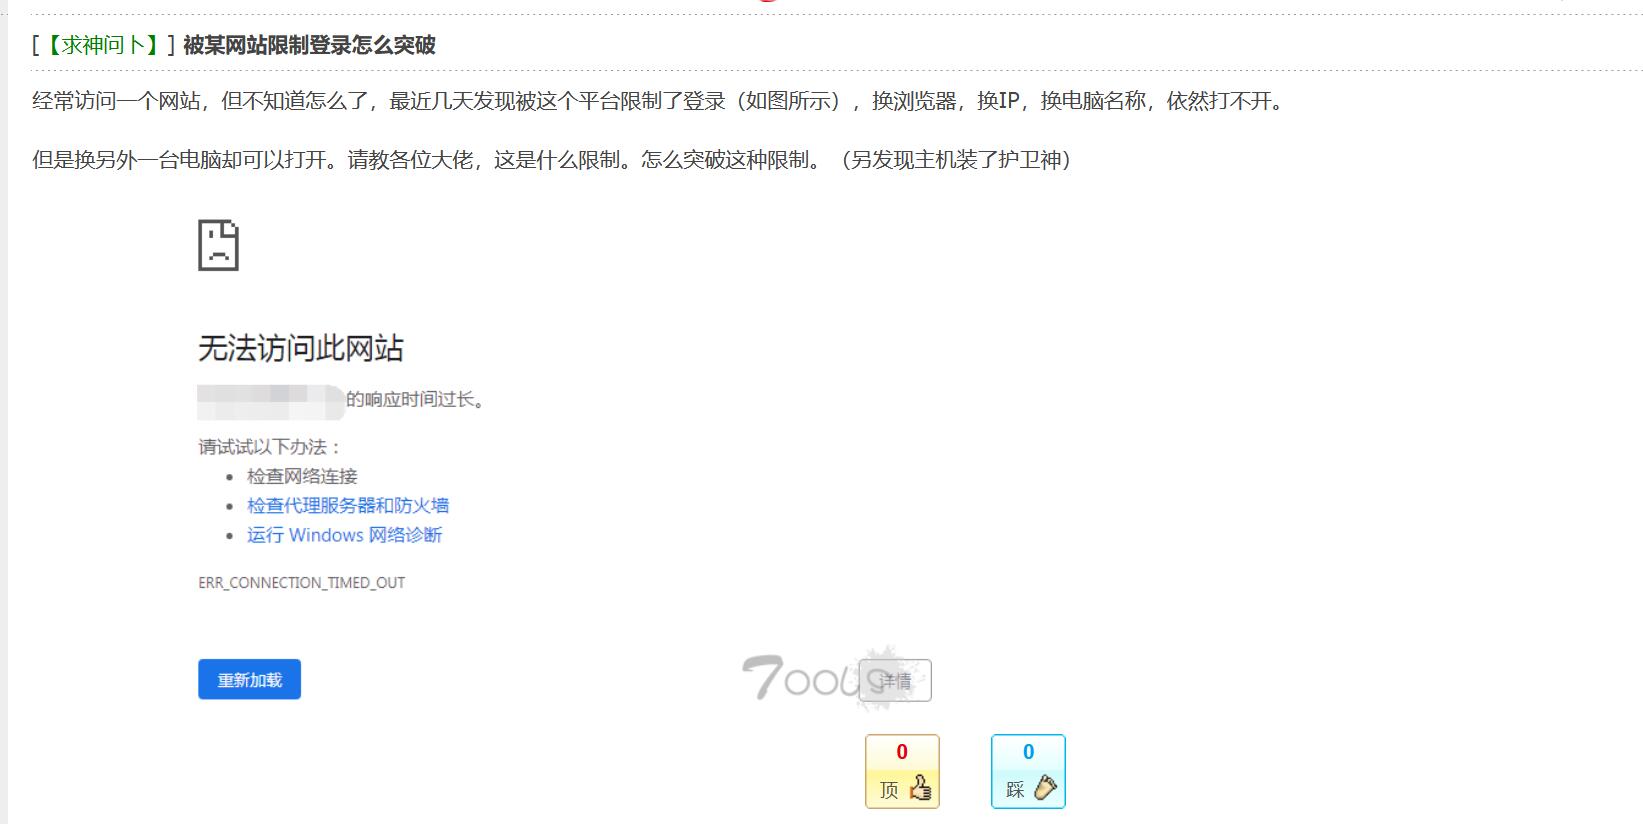 [【求神问卜】] 被某网站限制登录怎么突破
经常访问一个网站，但不知道怎么了，最近几天发现被这个平台限制了登录（如图所示），换浏览器，换IP，换电脑名称，依然打不开。
但是换另外一台电脑却可以打开。请教各位大佬，这是什么限制。怎么突破这种限制。（另发现主机装了护卫神）
无法访问此网站
的响应时间过长。
请试试以下办法：
• 检查网络连接
• 检查代理服务器和防火墙
• 运行 Windows 网络诊断
ERR_CONNECTION_TIMED_OUT
重新加载
Tools
详情
0
顶
0
踩